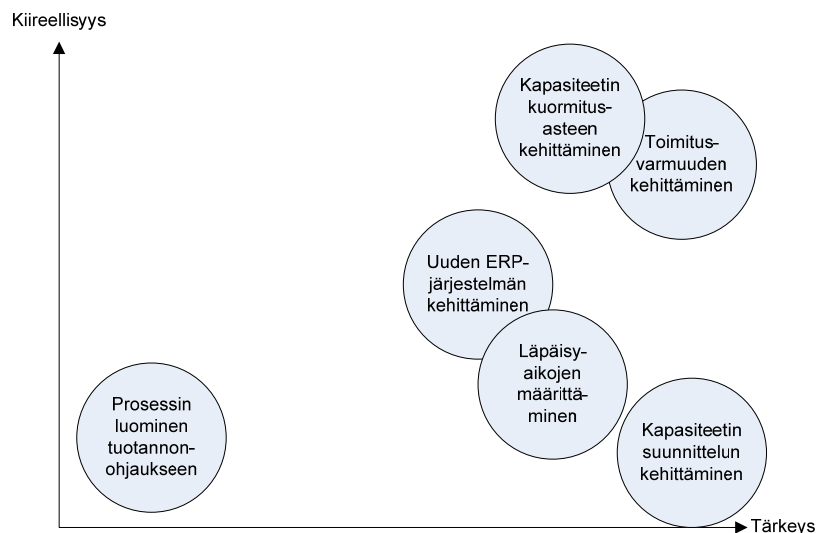 Kiireellisyys
Kapasiteetin
kuormitus-
asteen
kehittäminen
Toimitus-
varmuuden
kehittäminen
Uuden ERP-
järjestelmän
kehittäminen
Läpäisy-
aikojen
määrittä-
minen
Prosessin
luominen
tuotannon-
ohjaukseen
Kapasiteetin
suunnittelun
kehittäminen
Tärkeys